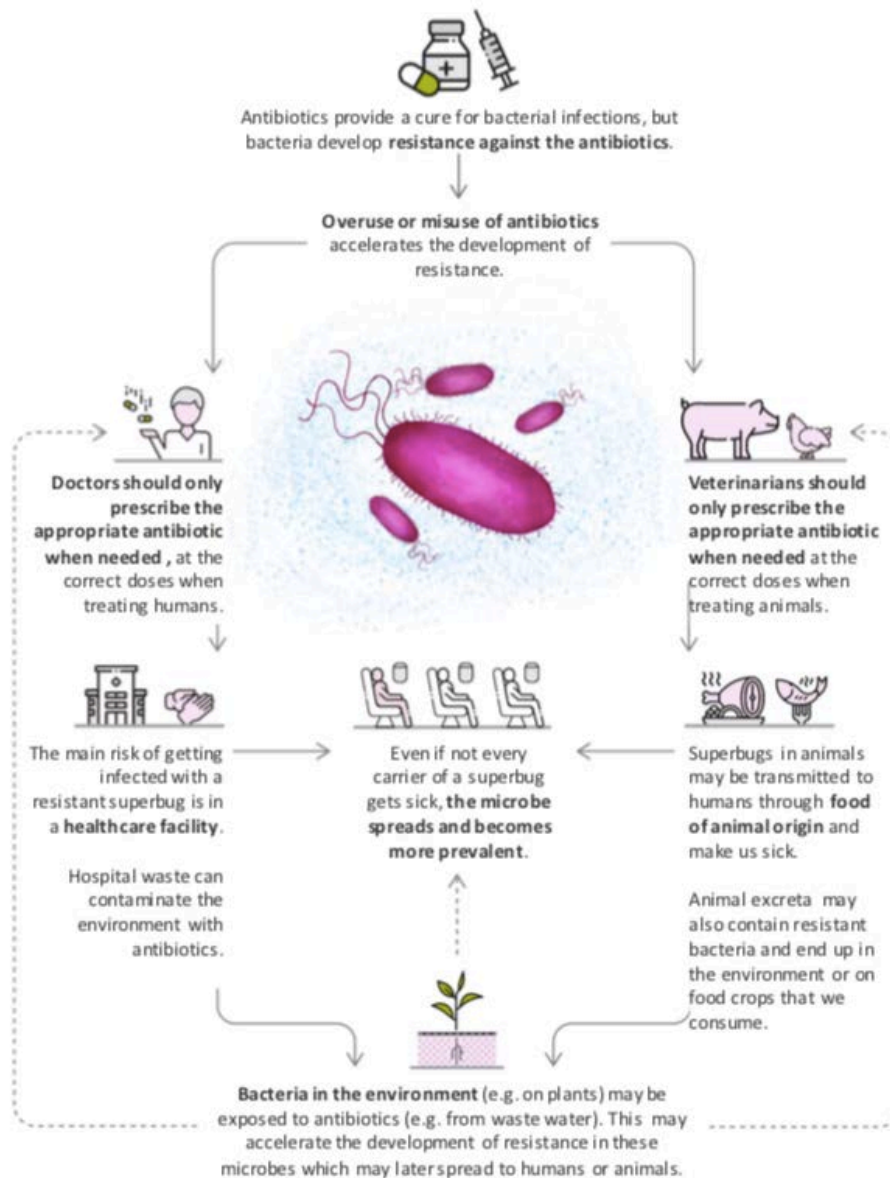 Antibiotics provide a cure for bacterial infections, but
bacteria develop resistance against the antibiotics.
Overuse or misuse of antibiotics
accelerates the development of
resistance.
Doctors should only
prescribe the
appropriate antibiotic
when needed , at the
correct doses when
treating humans.
Veterinarians should
only prescribe the
appropriate antibiotic
when needed at the
correct doses when
treating animals.
The main risk of getting
infected with a
resistant superbug is in
a healthcare facility.
Hospital waste can
contaminate the
environment with
antibiotics.
Even if not every
carrier of a superbug
gets sick, the microbe
spreads and becomes
more prevalent.
Superbugs in animals
may be transmitted to
humans through food
of animal origin and
make us sick.
Animal excreta may
also contain resistant
bacteria and end up in
the environment or on
food crops that we
consume.
Bacteria in the environment (e.g. on plants) may be
exposed to antibiotics (e.g. from waste water). This may
accelerate the development of resistance in these
microbes which may later spread to humans or animals.